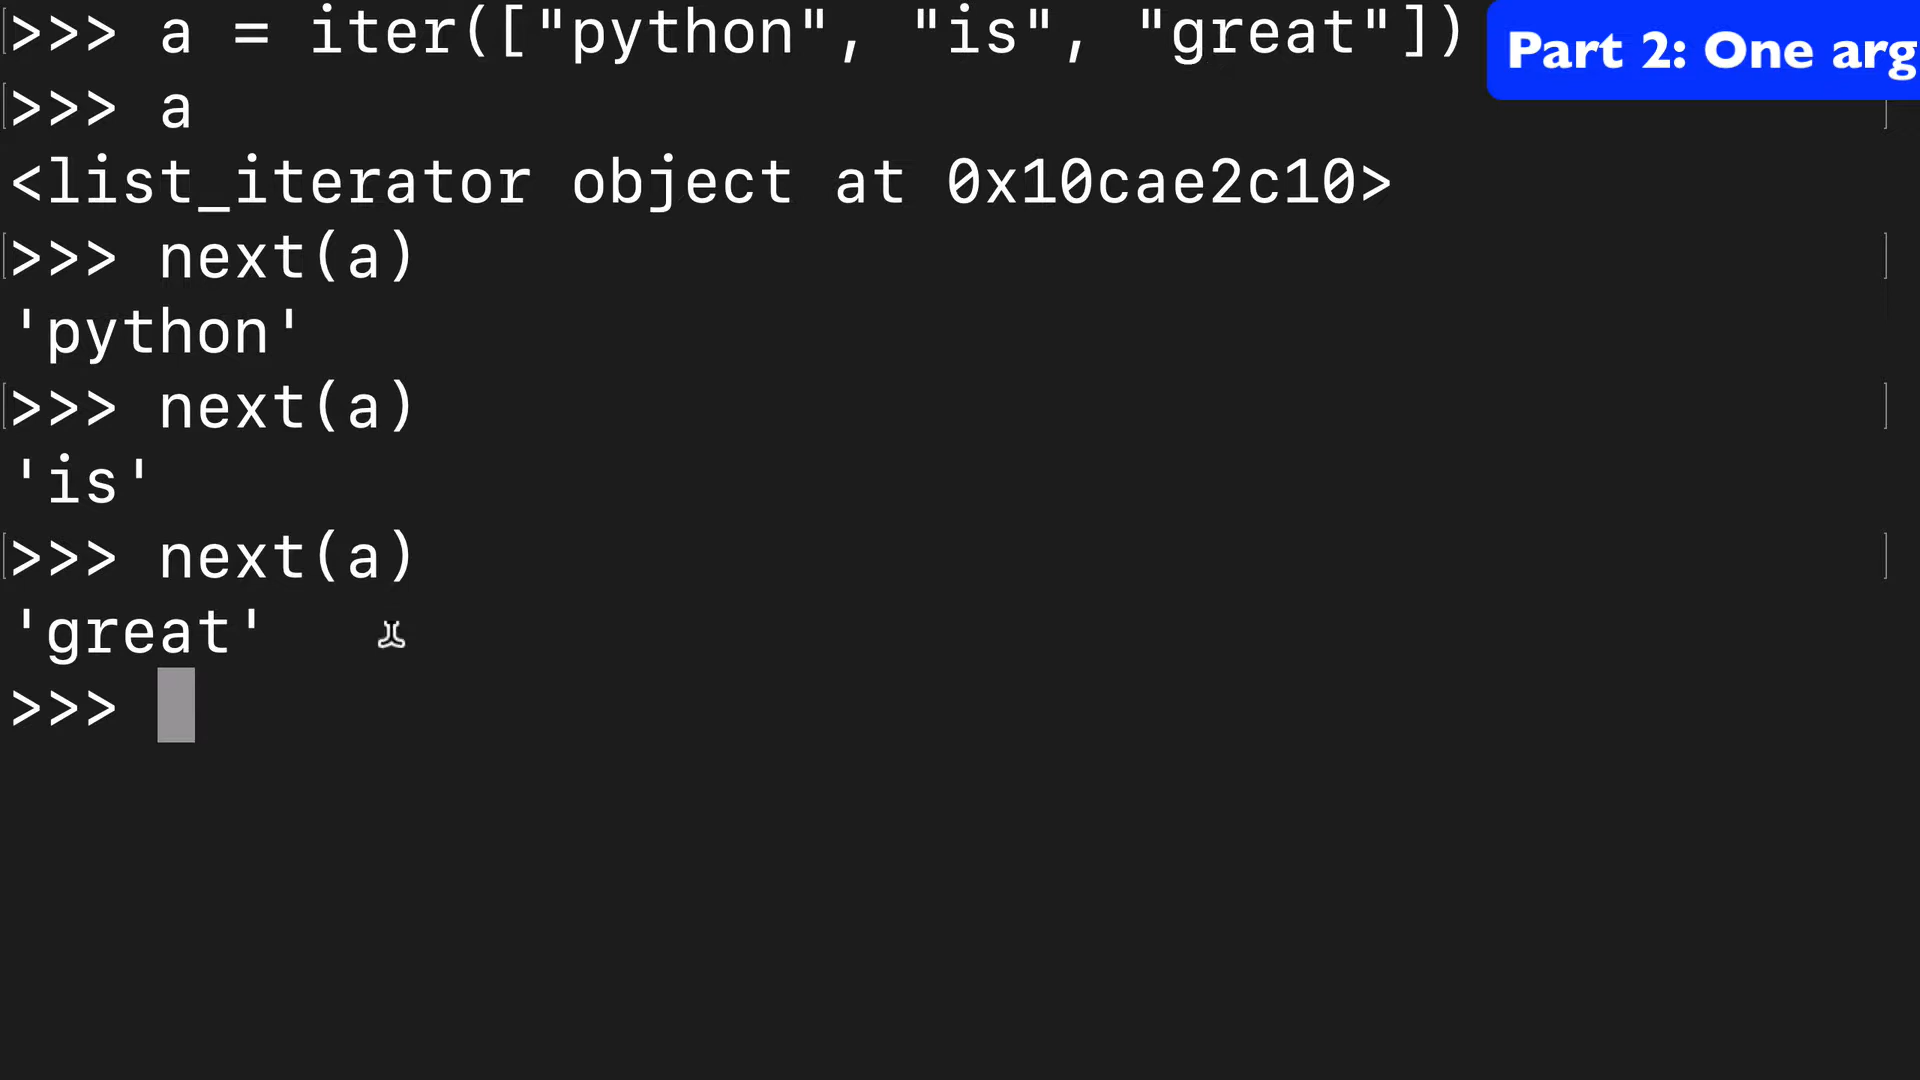 >>> a = iter(["python", "is", "great"])
Part 2: One arg
>>> a
<list_iterator object at 0x10cae2c10>
>>> next(a)
'python'
>>> next(a)
'is'
>>> next(a)
'great'
>>>